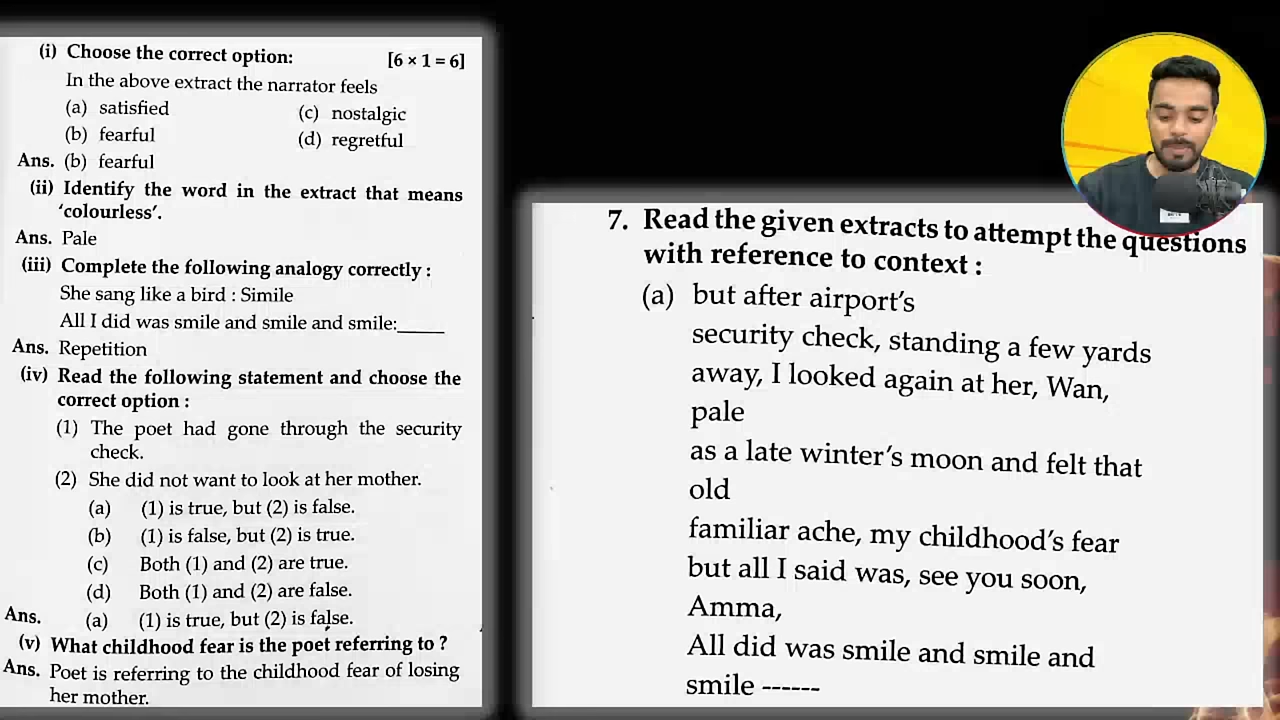 (i) Choose the correct option: [6 × 1 = 6]
In the above extract the narrator feels
(a) satisfied (c) nostalgic
(b) fearful (d) regretful
Ans. (b) fearful
(ii) Identify the word in the extract that means
‘colourless’.
Ans. Pale
(iii) Complete the following analogy correctly :
She sang like a bird : Simile
All I did was smile and smile and smile:_____
Ans. Repetition
(iv) Read the following statement and choose the
correct option :
(1) The poet had gone through the security
check.
(2) She did not want to look at her mother.
(a) (1) is true, but (2) is false.
(b) (1) is false, but (2) is true.
(c) Both (1) and (2) are true.
(d) Both (1) and (2) are false.
Ans. (a) (1) is true, but (2) is false.
(v) What childhood fear is the poet referring to ?
Ans. Poet is referring to the childhood fear of losing
her mother.
7. Read the given extracts to attempt the questions
with reference to context :
(a) but after airport’s
security check, standing a few yards
away, I looked again at her, Wan,
pale
as a late winter’s moon and felt that
old
familiar ache, my childhood’s fear
but all I said was, see you soon,
Amma,
All did was smile and smile and
smile ------